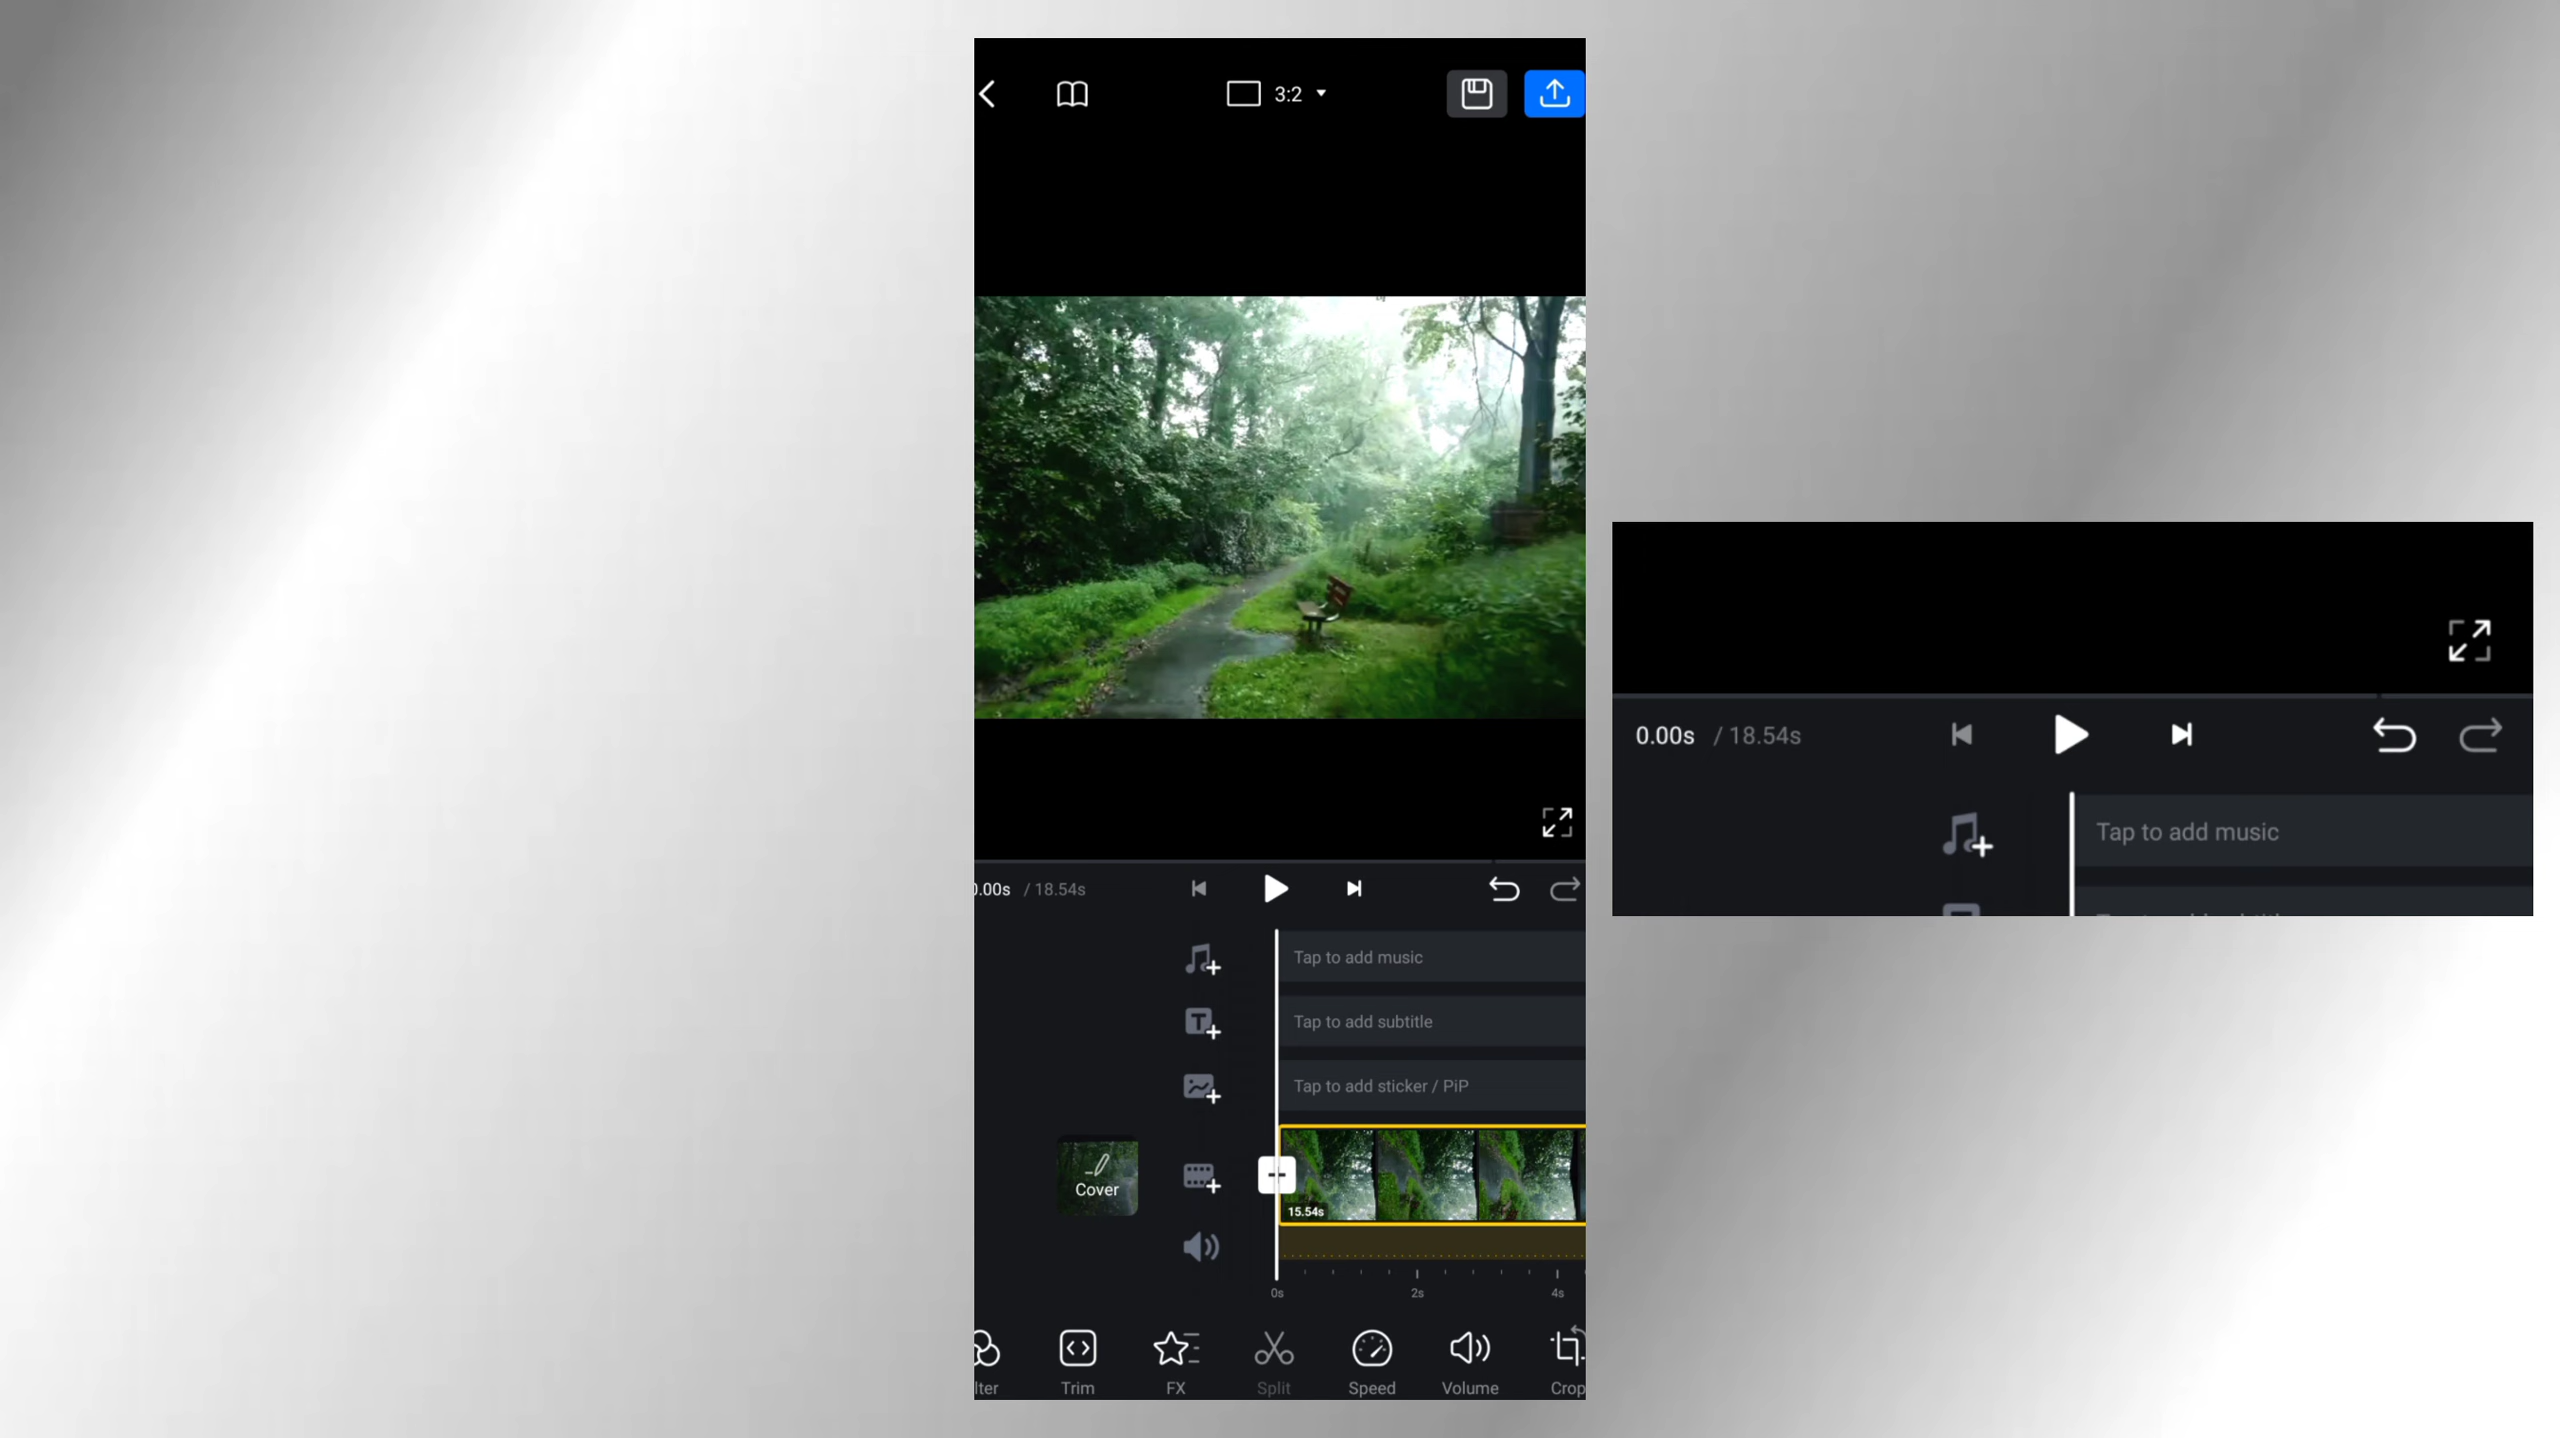 3:2
0.00s / 18.54s
Tap to add music
Tap to add subtitle
Tap to add sticker / PiP
Cover
15.54s
0s 2s 4s
lter Trim FX Split Speed Volume Crop
0.00s / 18.54s
Tap to add music